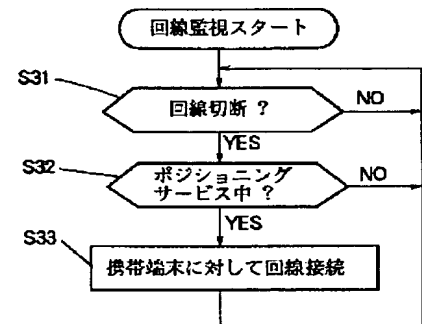 回線監視スタート
S31
回線切断 ?
NO
YES
S32
ポジショニング
サービス中 ?
NO
YES
S33
携帯端末に対して回線接続